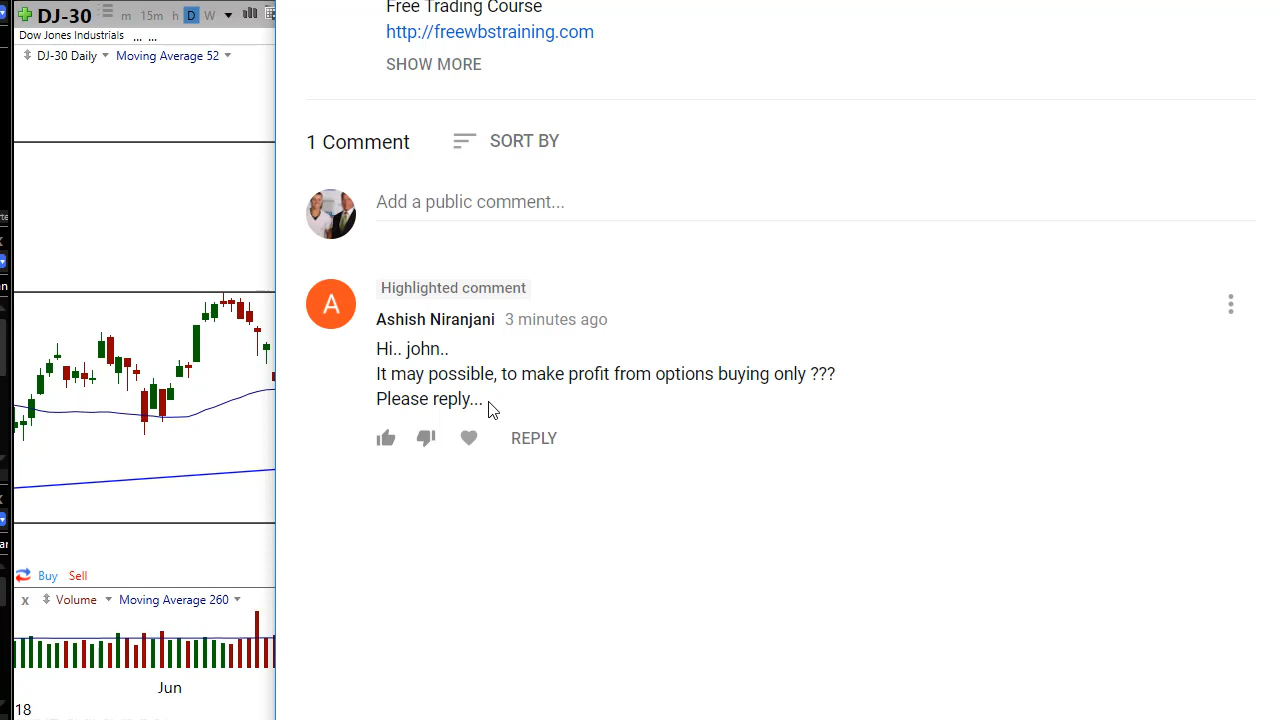 DJ-30 m 15m h D W
Dow Jones Industrials ... ...
DJ-30 Daily Moving Average 52
Buy Sell
x Volume Moving Average 260
Jun
18
Free Trading Course
http://freewbstraining.com
SHOW MORE
1 Comment SORT BY
Add a public comment...
Highlighted comment
A
Ashish Niranjani 3 minutes ago
Hi.. john..
It may possible, to make profit from options buying only ???
Please reply...
REPLY